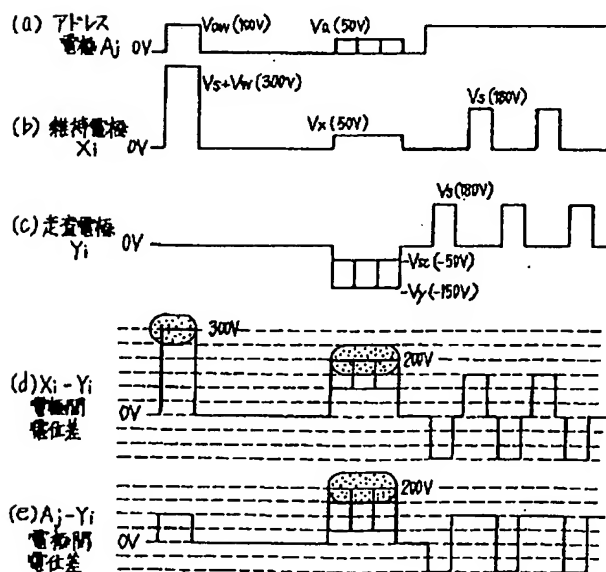 (a) アドレス
電極 Aj 0V
Vaw(100V)
Va(50V)
Vs+Vw(300V)
(b) 維持電極
Xi 0V
Vx(50V)
Vs(180V)
(c) 走査電極
Yi 0V
Vs(180V)
-Vsc(-50V)
-Vy(-150V)
300V
200V
(d) Xi-Yi
電極間
電位差
0V
200V
(e) Aj-Yi
電極間
電位差
0V